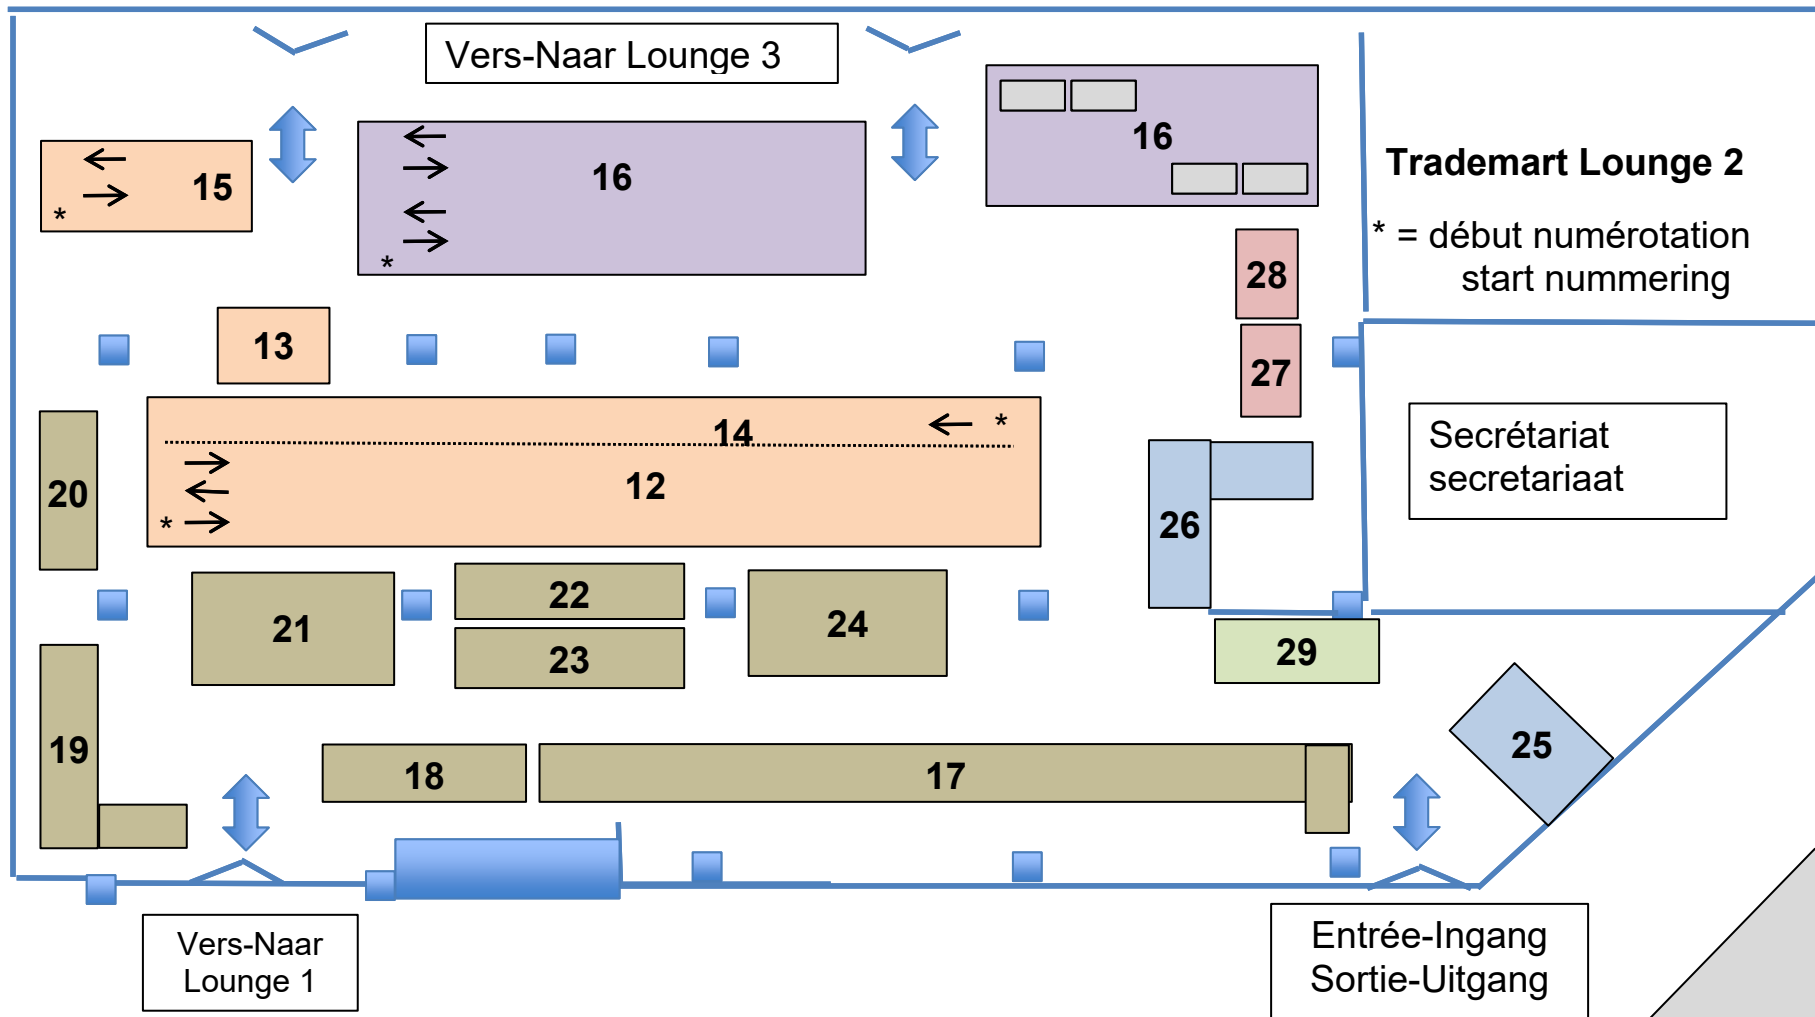 Vers-Naar Lounge 3
16
15
16
Trademart Lounge 2
*
* = début numérotation
start nummering
*
28
13
27
14
*
Secrétariat
secretariaat
20
12
*
26
22
21
24
23
29
19
18
17
25
Vers-Naar
Lounge 1
Entrée-Ingang
Sortie-Uitgang